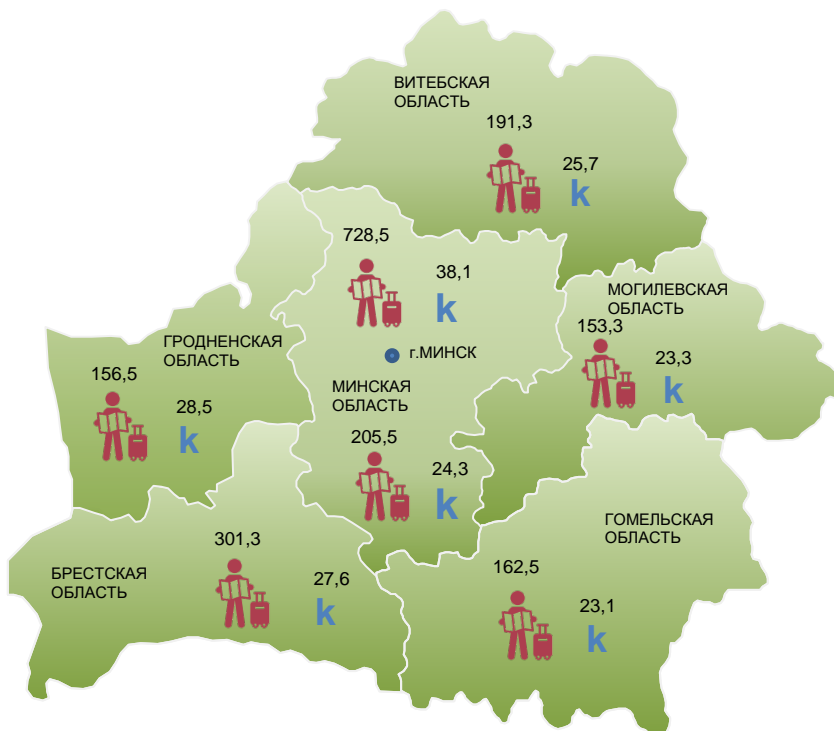 ВИТЕБСКАЯ
ОБЛАСТЬ
191,3
25,7
k
728,5
38,1
k
г.МИНСК
МОГИЛЕВСКАЯ
ОБЛАСТЬ
153,3
23,3
k
ГРОДНЕНСКАЯ
ОБЛАСТЬ
156,5
28,5
k
МИНСКАЯ
ОБЛАСТЬ
205,5
24,3
k
ГОМЕЛЬСКАЯ
ОБЛАСТЬ
162,5
23,1
k
БРЕСТСКАЯ
ОБЛАСТЬ
301,3
27,6
k